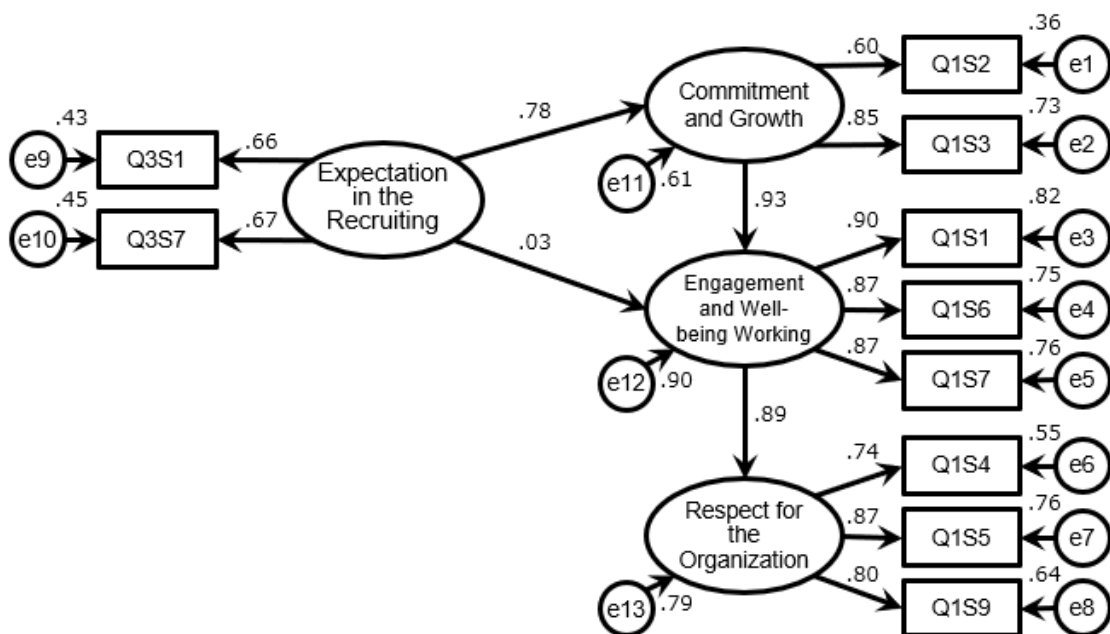 .36
.60
Q1S2
e1
Commitment
and Growth
.78
.73
.85
Q1S3
e2
.43
e9
Q3S1
.66
Expectation
in the
Recruiting
e11
.61
.45
e10
Q3S7
.67
.93
.82
.90
Q1S1
e3
.03
Engagement
and Well-
being Working
.75
.87
Q1S6
e4
e12
.90
.76
.87
Q1S7
e5
.89
.55
.74
Q1S4
e6
Respect for
the
Organization
.76
.87
Q1S5
e7
e13
.79
.64
.80
Q1S9
e8